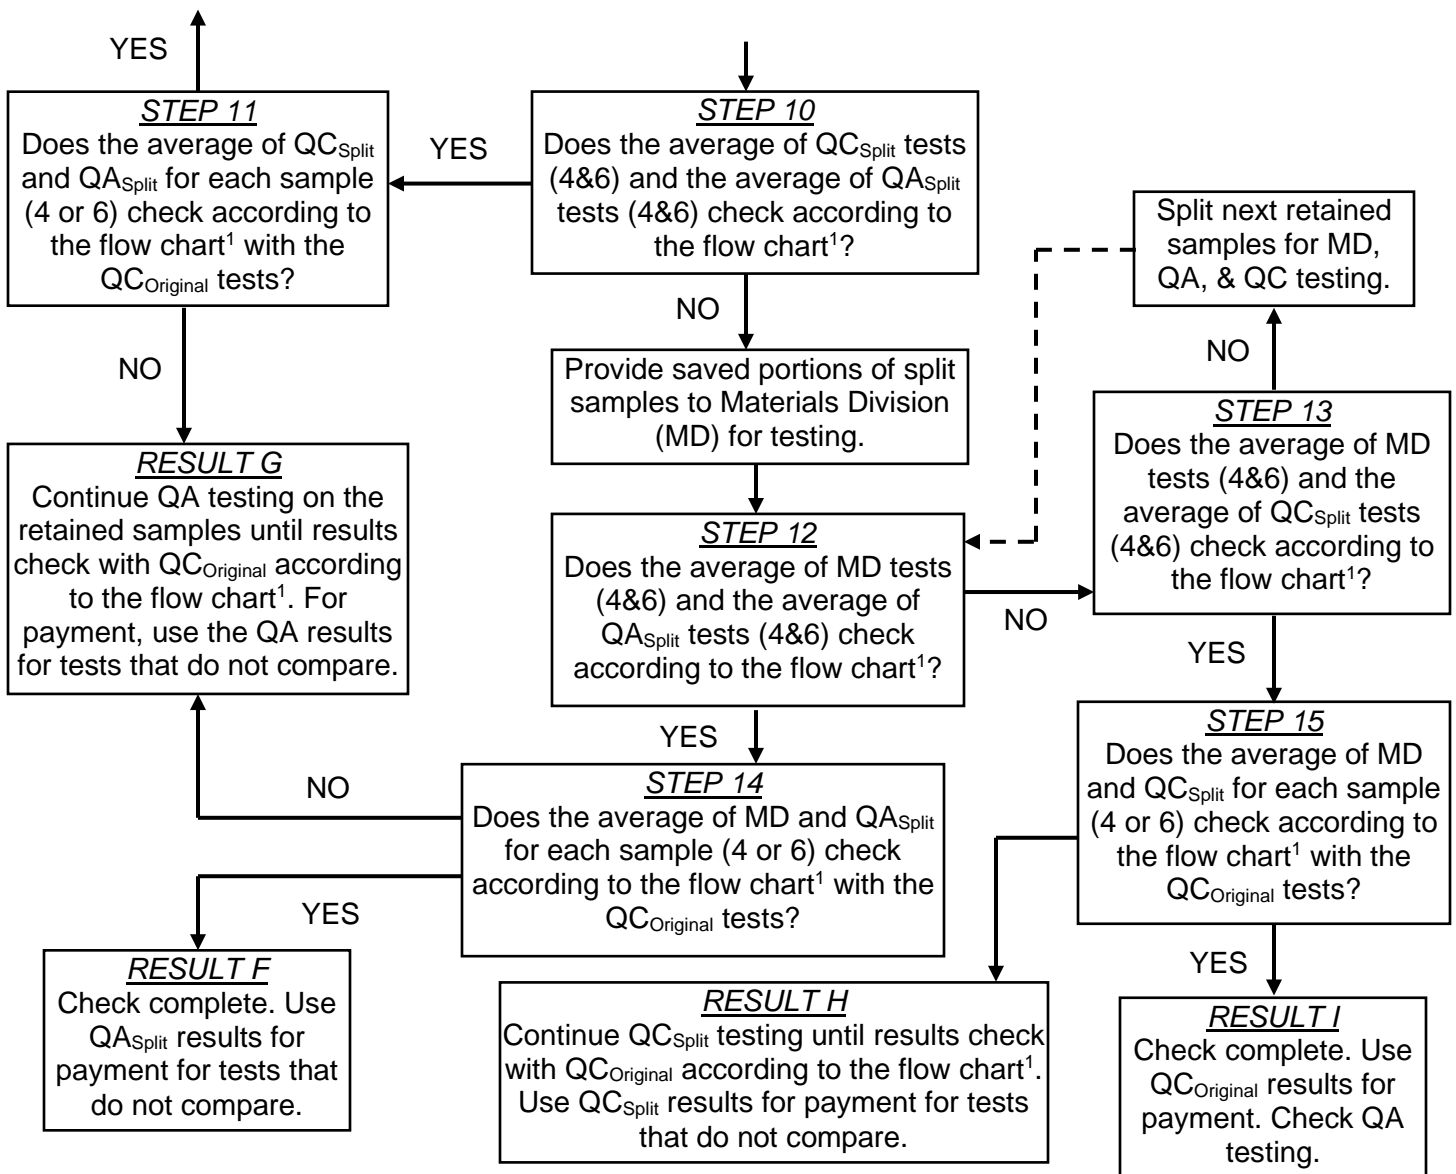 YES
STEP 11
Does the average of QCSplit
and QASplit for each sample
(4 or 6) check according to
the flow chart1 with the
QCOriginal tests?
YES
STEP 10
Does the average of QCSplit tests
(4&6) and the average of QASplit
tests (4&6) check according to
the flow chart1?
Split next retained
samples for MD,
QA, & QC testing.
NO
NO
NO
Provide saved portions of split
samples to Materials Division
(MD) for testing.
STEP 13
Does the average of MD
tests (4&6) and the
average of QCSplit tests
(4&6) check according to
the flow chart1?
RESULT G
Continue QA testing on the
retained samples until results
check with QCOriginal according
to the flow chart1. For
payment, use the QA results
for tests that do not compare.
STEP 12
Does the average of MD tests
(4&6) and the average of
QASplit tests (4&6) check
according to the flow chart1?
NO
YES
YES
STEP 15
Does the average of MD
and QCSplit for each sample
(4 or 6) check according to
the flow chart1 with the
QCOriginal tests?
NO
STEP 14
Does the average of MD and QASplit
for each sample (4 or 6) check
according to the flow chart1 with the
QCOriginal tests?
YES
YES
RESULT F
Check complete. Use
QASplit results for
payment for tests that
do not compare.
RESULT H
Continue QCSplit testing until results check
with QCOriginal according to the flow chart1.
Use QCSplit results for payment for tests
that do not compare.
RESULT I
Check complete. Use
QCOriginal results for
payment. Check QA
testing.